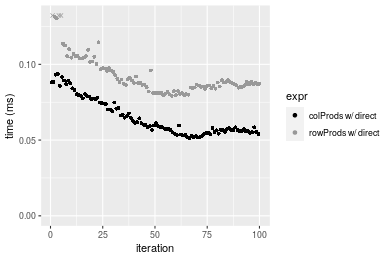 0.10
0.05
0.00
time (ms)
0
25
50
75
100
iteration
expr
colProds w/ direct
rowProds w/ direct